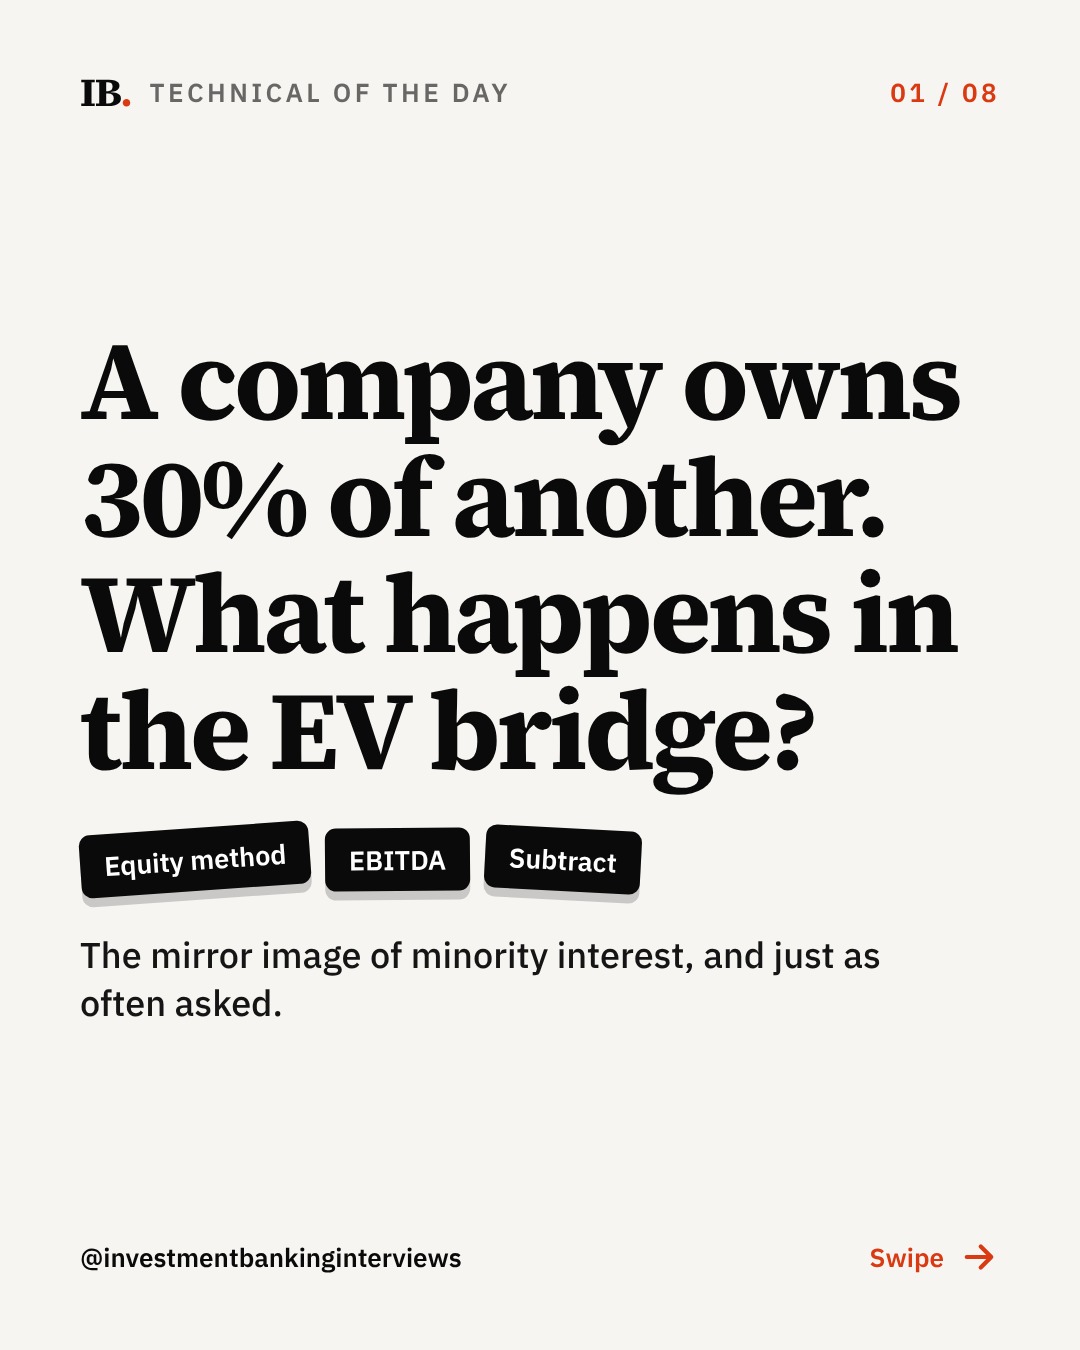 IB. TECHNICAL OF THE DAY
01 / 08
A company owns
30% of another.
What happens in
the EV bridge?
Equity method
EBITDA
Subtract
The mirror image of minority interest, and just as
often asked.
@investmentbankinginterviews
Swipe →